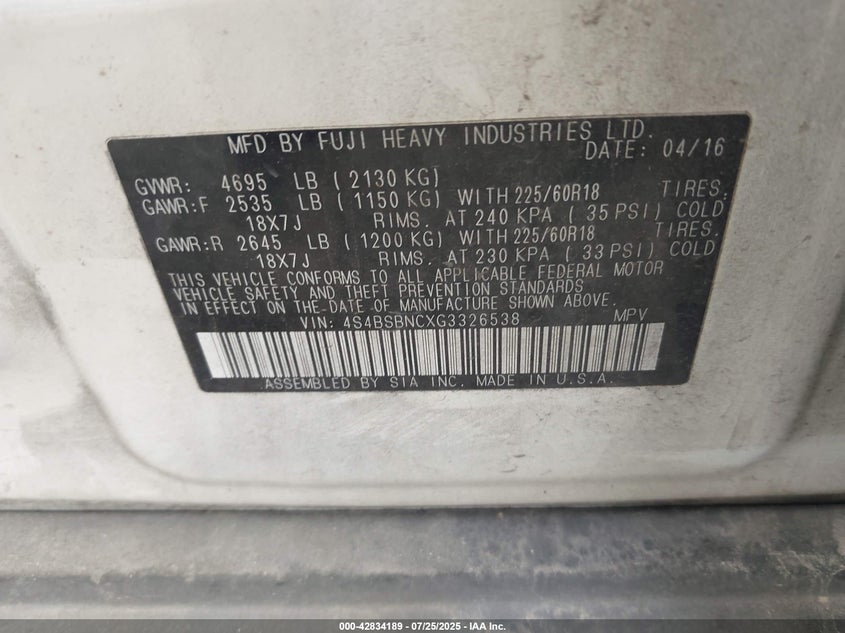 MFD BY FUJI HEAVY INDUSTRIES LTD.
DATE: 04/16
GVWR: 4695 LB ( 2130 KG)
GAWR:F 2535 LB ( 1150 KG) WITH 225/60R18 TIRES.
18X7J RIMS. AT 240 KPA ( 35 PSI) COLD
GAWR:R 2645 LB ( 1200 KG) WITH 225/60R18 TIRES.
18X7J RIMS. AT 230 KPA ( 33 PSI) COLD
THIS VEHICLE CONFORMS TO ALL APPLICABLE FEDERAL MOTOR
VEHICLE SAFETY AND THEFT PREVENTION STANDARDS
IN EFFECT ON THE-DATE OF MANUFACTURE SHOWN ABOVE.
VIN: 4S4BSBNCXG3326538 MPV
ASSEMBLED BY SIA INC. MADE IN U.S.A.
000-42834189 - 07/25/2025 - IAA Inc.